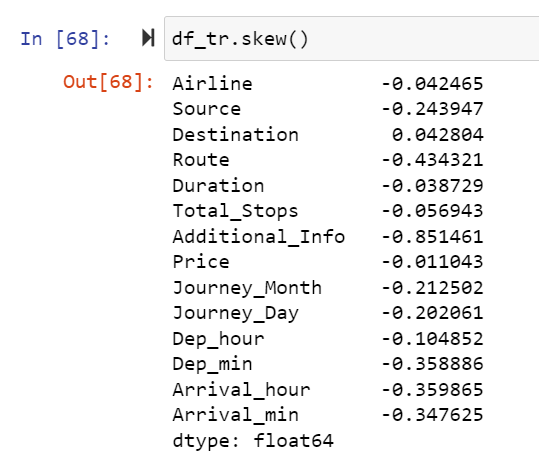 In [68]: df_tr.skew()
Out[68]: Airline -0.042465
Source -0.243947
Destination 0.042804
Route -0.434321
Duration -0.038729
Total_Stops -0.056943
Additional_Info -0.851461
Price -0.011043
Journey_Month -0.212502
Journey_Day -0.202061
Dep_hour -0.104852
Dep_min -0.358886
Arrival_hour -0.359865
Arrival_min -0.347625
dtype: float64